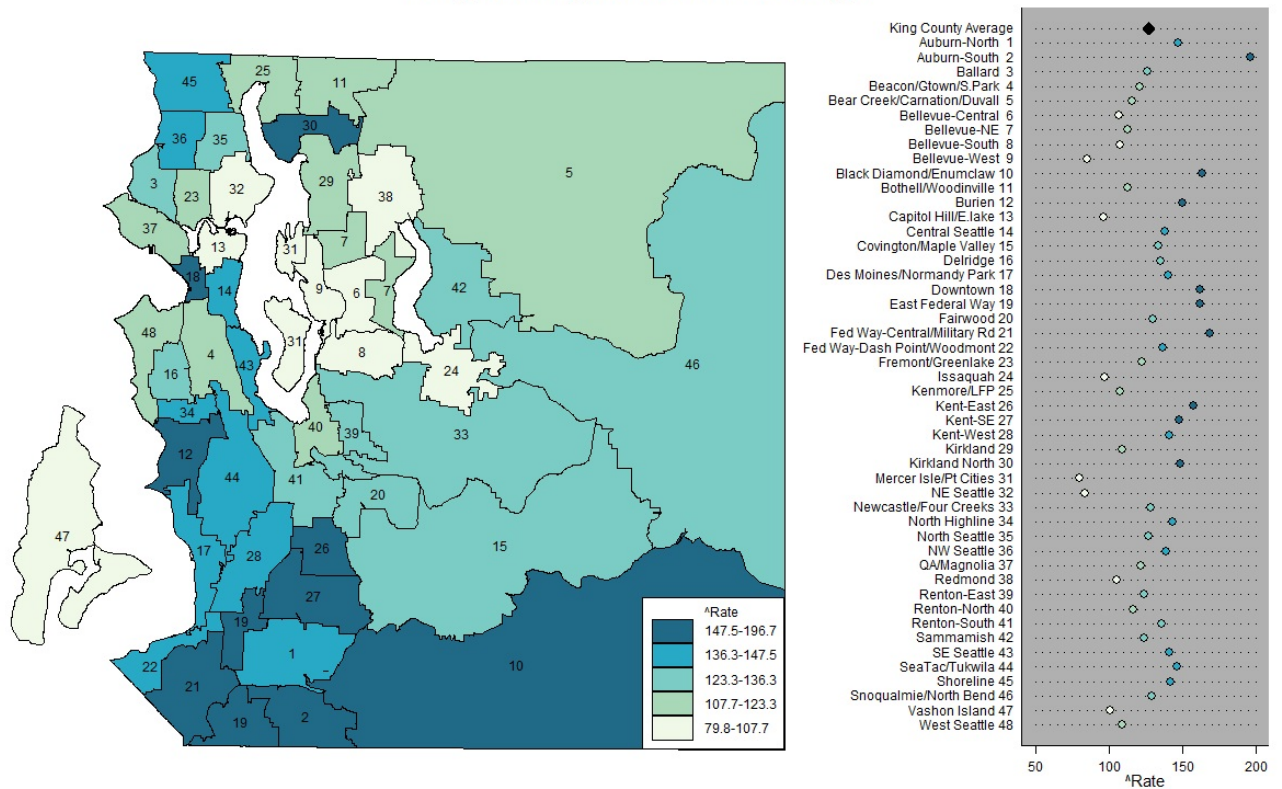 45
25
11
36
35
30
3
23
32
29
38
5
37
13
31
7
18
14
9
6
7
42
48
4
43
31
8
24
46
16
34
40
39
33
12
44
41
20
47
17
28
26
15
27
19
1
22
21
10
19
2
^Rate
147.5-196.7
136.3-147.5
123.3-136.3
107.7-123.3
79.8-107.7
King County Average
Auburn-North 1
Auburn-South 2
Ballard 3
Beacon/Gtown/S.Park 4
Bear Creek/Carnation/Duvall 5
Bellevue-Central 6
Bellevue-NE 7
Bellevue-South 8
Bellevue-West 9
Black Diamond/Enumclaw 10
Bothell/Woodinville 11
Burien 12
Capitol Hill/E.lake 13
Central Seattle 14
Covington/Maple Valley 15
Delridge 16
Des Moines/Normandy Park 17
Downtown 18
East Federal Way 19
Fairwood 20
Fed Way-Central/Military Rd 21
Fed Way-Dash Point/Woodmont 22
Fremont/Greenlake 23
Issaquah 24
Kenmore/LFP 25
Kent-East 26
Kent-SE 27
Kent-West 28
Kirkland 29
Kirkland North 30
Mercer Isle/Pt Cities 31
NE Seattle 32
Newcastle/Four Creeks 33
North Highline 34
North Seattle 35
NW Seattle 36
QA/Magnolia 37
Redmond 38
Renton-East 39
Renton-North 40
Renton-South 41
Sammamish 42
SE Seattle 43
SeaTac/Tukwila 44
Shoreline 45
Snoqualmie/North Bend 46
Vashon Island 47
West Seattle 48
50 100 150 200
^Rate